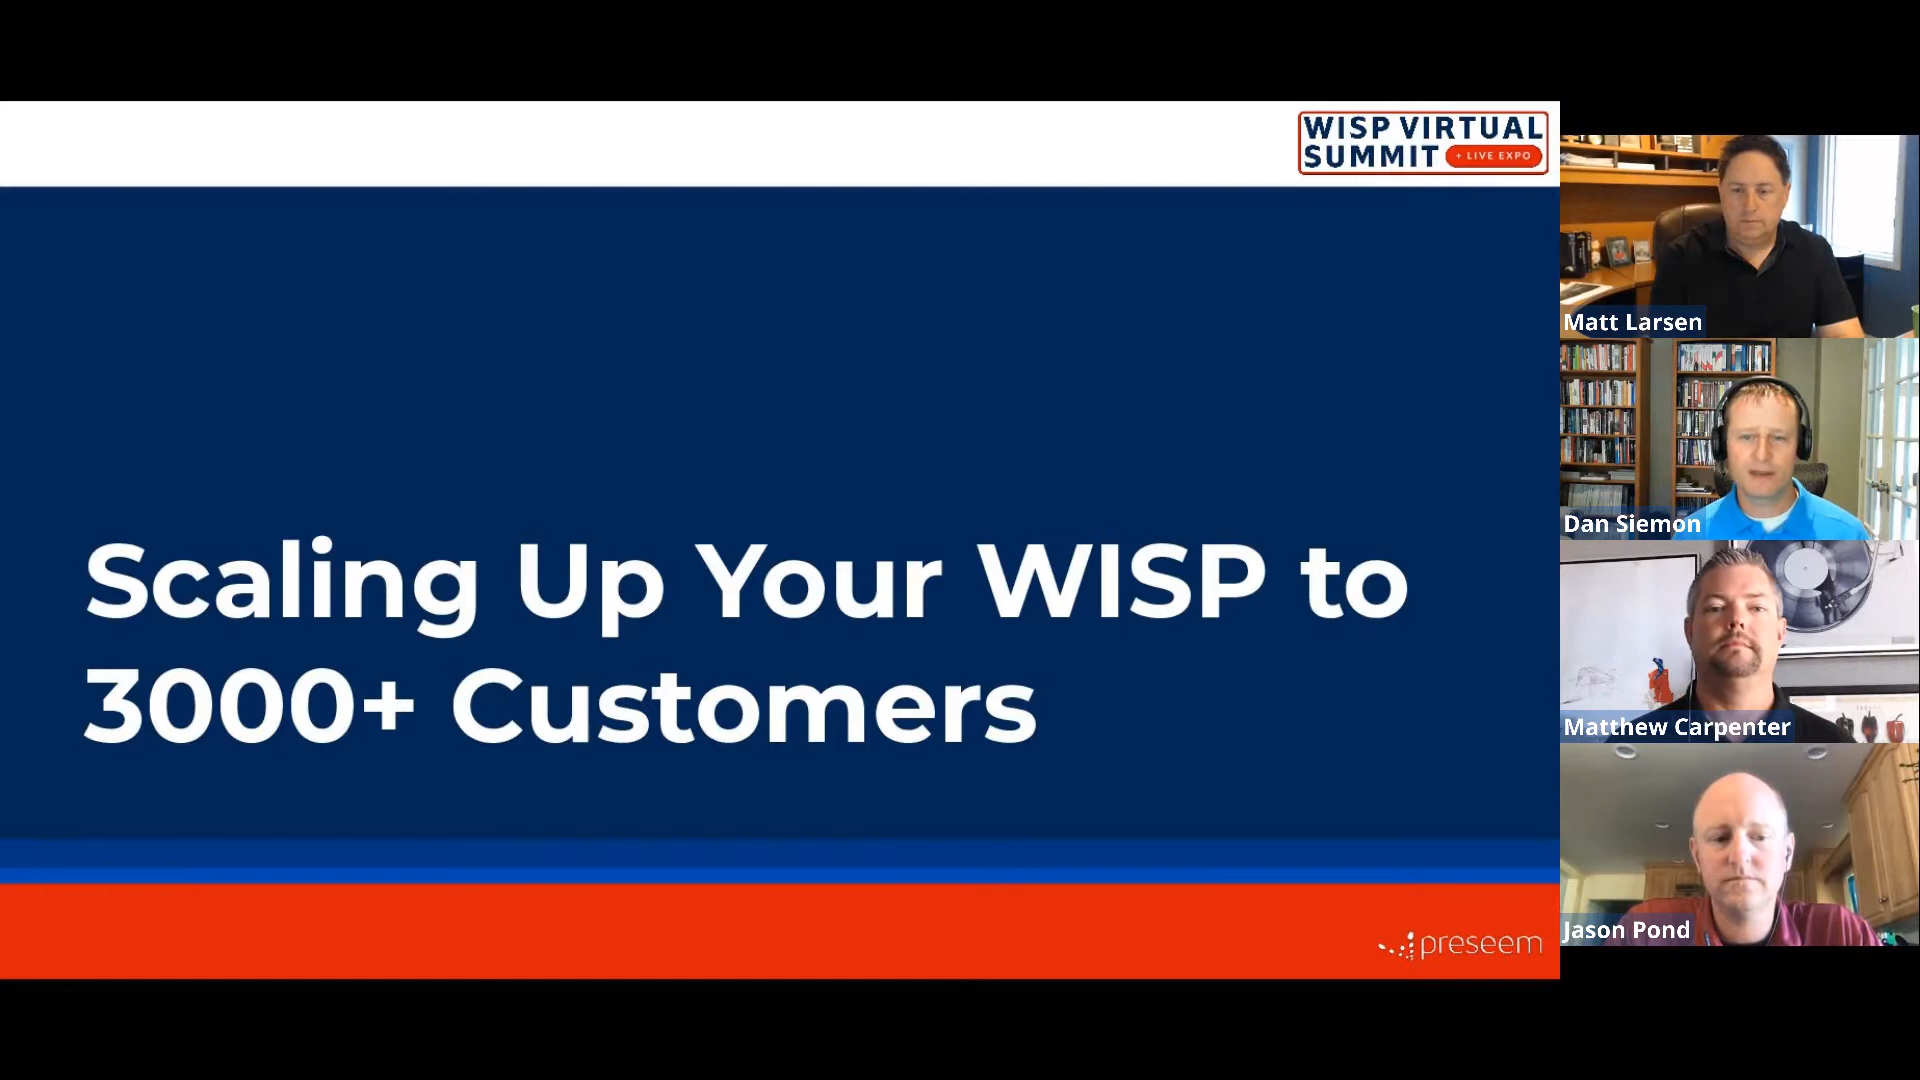 WISP VIRTUAL
SUMMIT + LIVE EXPO
Scaling Up Your WISP to
3000+ Customers
preseem
Matt Larsen
Dan Siemon
Matthew Carpenter
Jason Pond